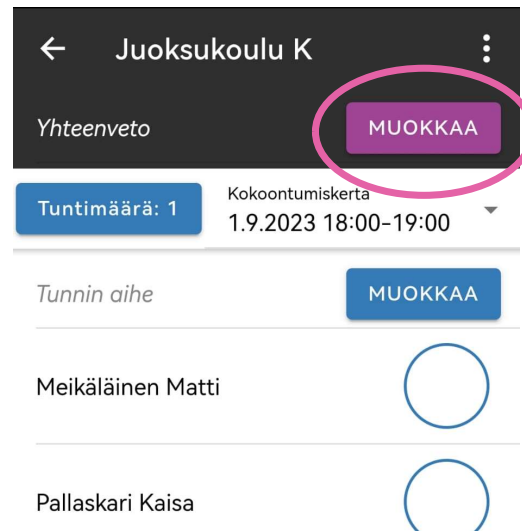 Juoksukoulu K
Yhteenveto MUOKKAA
Tuntimäärä: 1
Kokoontumiskerta
1.9.2023 18:00-19:00
Tunnin aihe MUOKKAA
Meikäläinen Matti
Pallaskari Kaisa